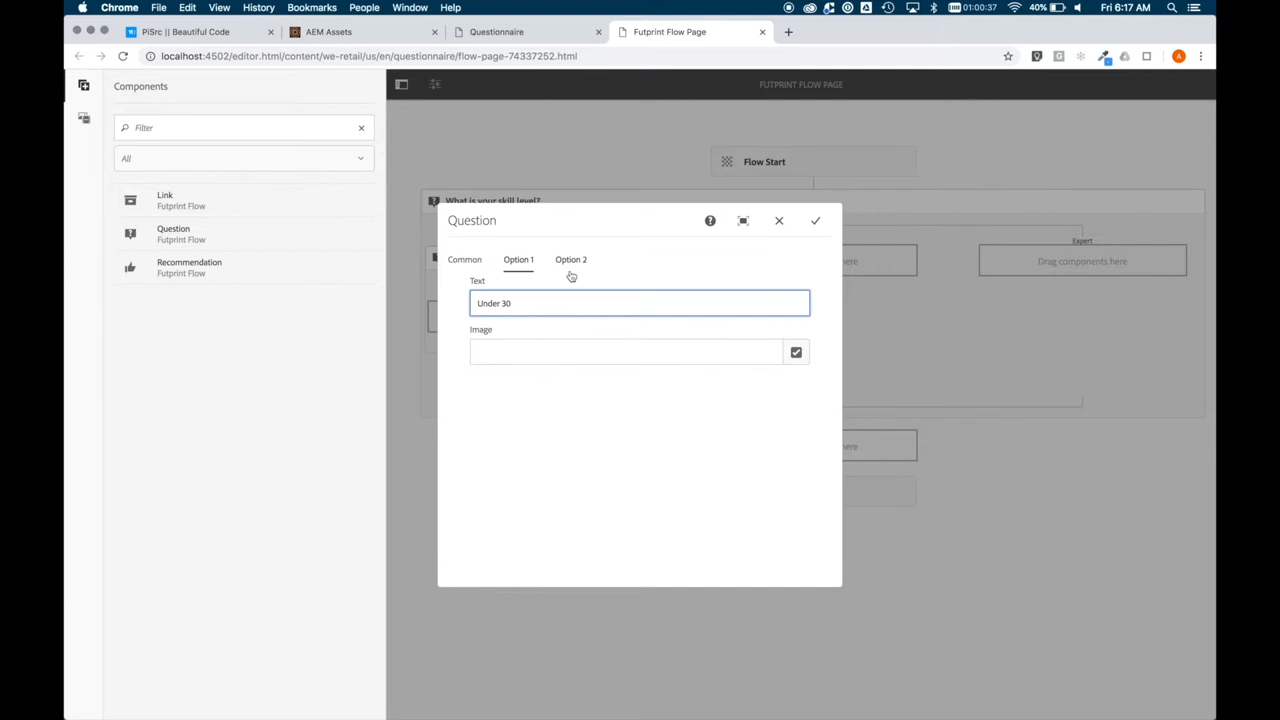 Chrome File Edit View History Bookmarks People Window Help 01:00:37 40% Fri 6:17 AM
PiSrc || Beautiful Code AEM Assets Questionnaire Futprint Flow Page
localhost:4502/editor.html/content/we-retail/us/en/questionnaire/flow-page-74337252.html A
Components
FUTPRINT FLOW PAGE
Filter
All
Flow Start
Link
Futprint Flow
Question
Futprint Flow
Recommendation
Futprint Flow
What is your skill level?
Expert
here
Drag components here
here
Question
Common Option 1 Option 2
Text
Under 30
Image